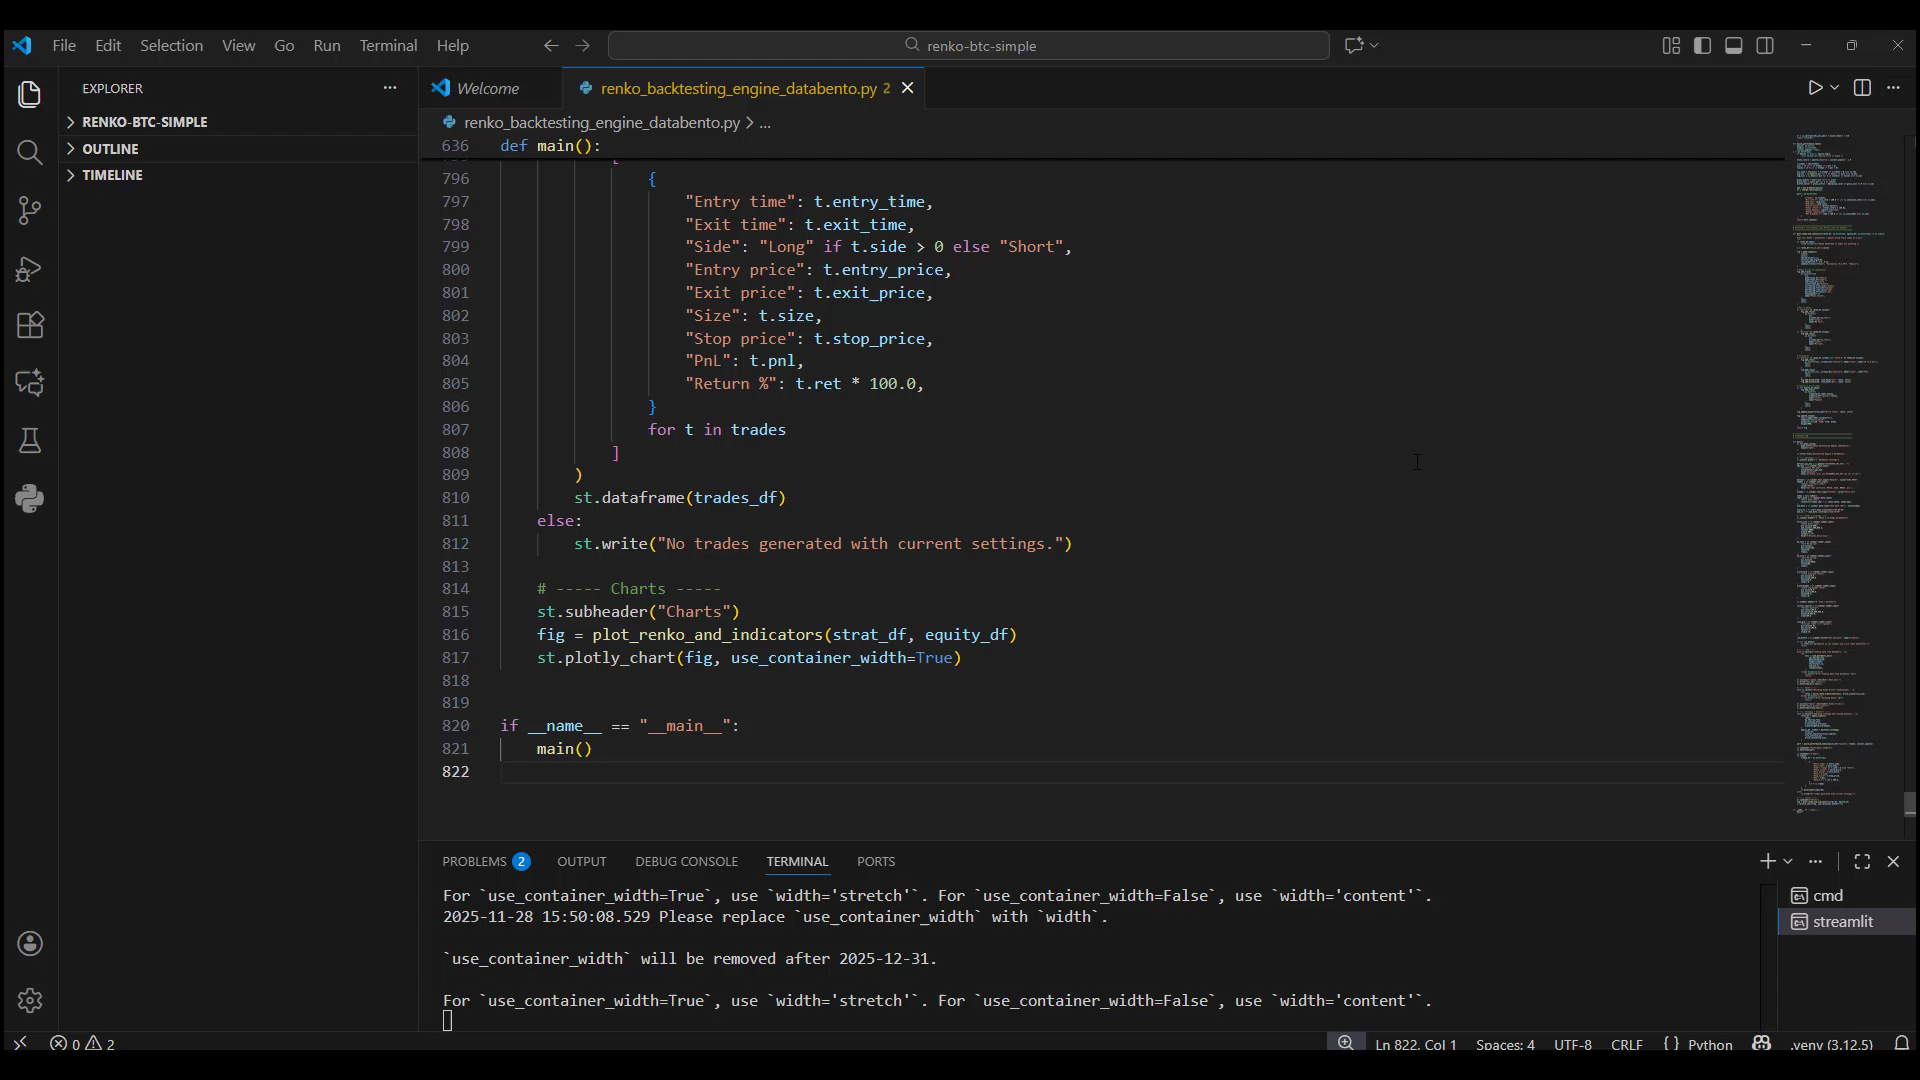 File Edit Selection View Go Run Terminal Help
renko-btc-simple
EXPLORER
RENKO-BTC-SIMPLE
OUTLINE
TIMELINE
Welcome
renko_backtesting_engine_databento.py 2
renko_backtesting_engine_databento.py > ...
636 def main():
796 {
797 "Entry time": t.entry_time,
798 "Exit time": t.exit_time,
799 "Side": "Long" if t.side > 0 else "Short",
800 "Entry price": t.entry_price,
801 "Exit price": t.exit_price,
802 "Size": t.size,
803 "Stop price": t.stop_price,
804 "PnL": t.pnl,
805 "Return %": t.ret * 100.0,
806 }
807 for t in trades
808 ]
809 )
810 st.dataframe(trades_df)
811 else:
812 st.write("No trades generated with current settings.")
813
814 # ----- Charts -----
815 st.subheader("Charts")
816 fig = plot_renko_and_indicators(strat_df, equity_df)
817 st.plotly_chart(fig, use_container_width=True)
818
819
820 if __name__ == "__main__":
821 main()
822
PROBLEMS 2 OUTPUT DEBUG CONSOLE TERMINAL PORTS
For `use_container_width=True`, use `width='stretch'`. For `use_container_width=False`, use `width='content'`.
2025-11-28 15:50:08.529 Please replace `use_container_width` with `width`.
`use_container_width` will be removed after 2025-12-31.
For `use_container_width=True`, use `width='stretch'`. For `use_container_width=False`, use `width='content'`.
cmd
streamlit
0 2
Ln 822, Col 1 Spaces: 4 UTF-8 CRLF { } Python .venv (3.12.5)